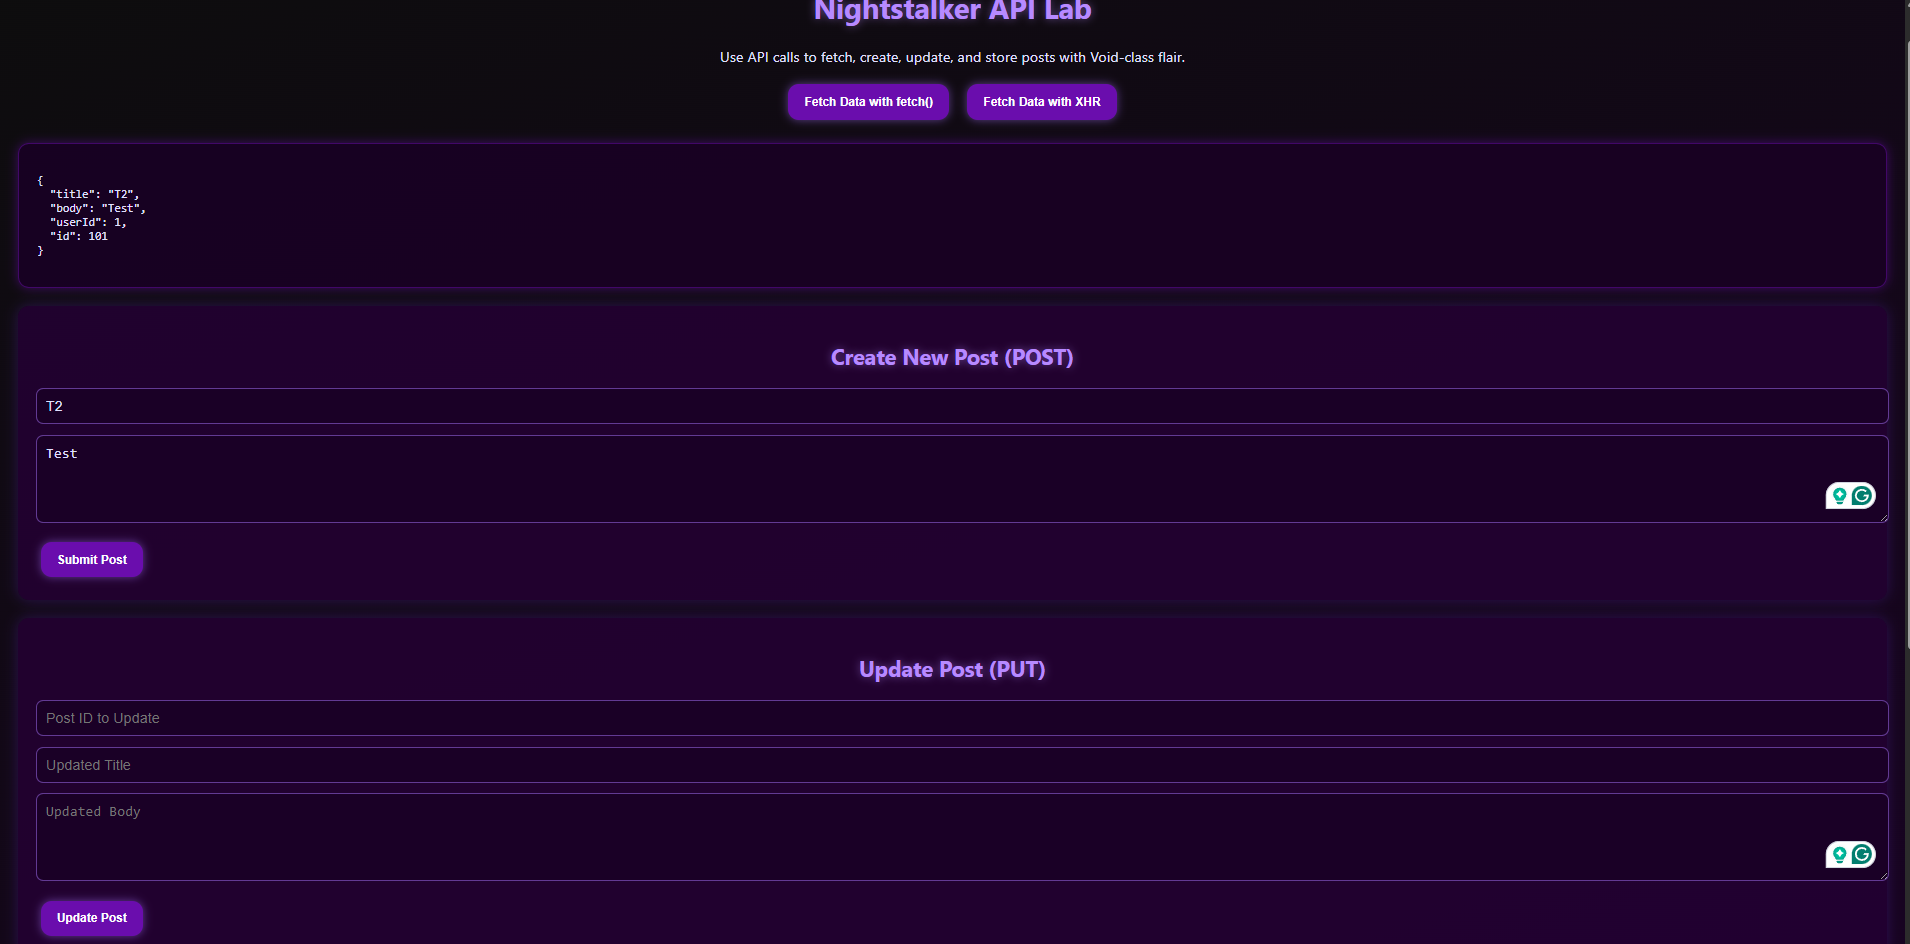 Nightstalker API Lab
Use API calls to fetch, create, update, and store posts with Void-class flair.
Fetch Data with fetch() Fetch Data with XHR
{
  "title": "T2",
  "body": "Test",
  "userId": 1,
  "id": 101
}
Create New Post (POST)
T2
Test
Submit Post
Update Post (PUT)
Post ID to Update
Updated Title
Updated Body
Update Post